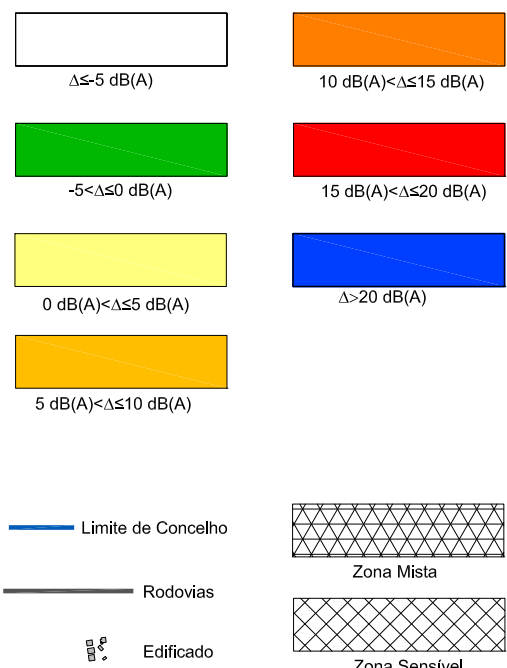 Δ≤-5 dB(A)
10 dB(A)<Δ≤15 dB(A)
-5<Δ≤0 dB(A)
15 dB(A)<Δ≤20 dB(A)
0 dB(A)<Δ≤5 dB(A)
Δ>20 dB(A)
5 dB(A)<Δ≤10 dB(A)
Limite de Concelho
Zona Mista
Rodovias
Edificado
Zona Sensível